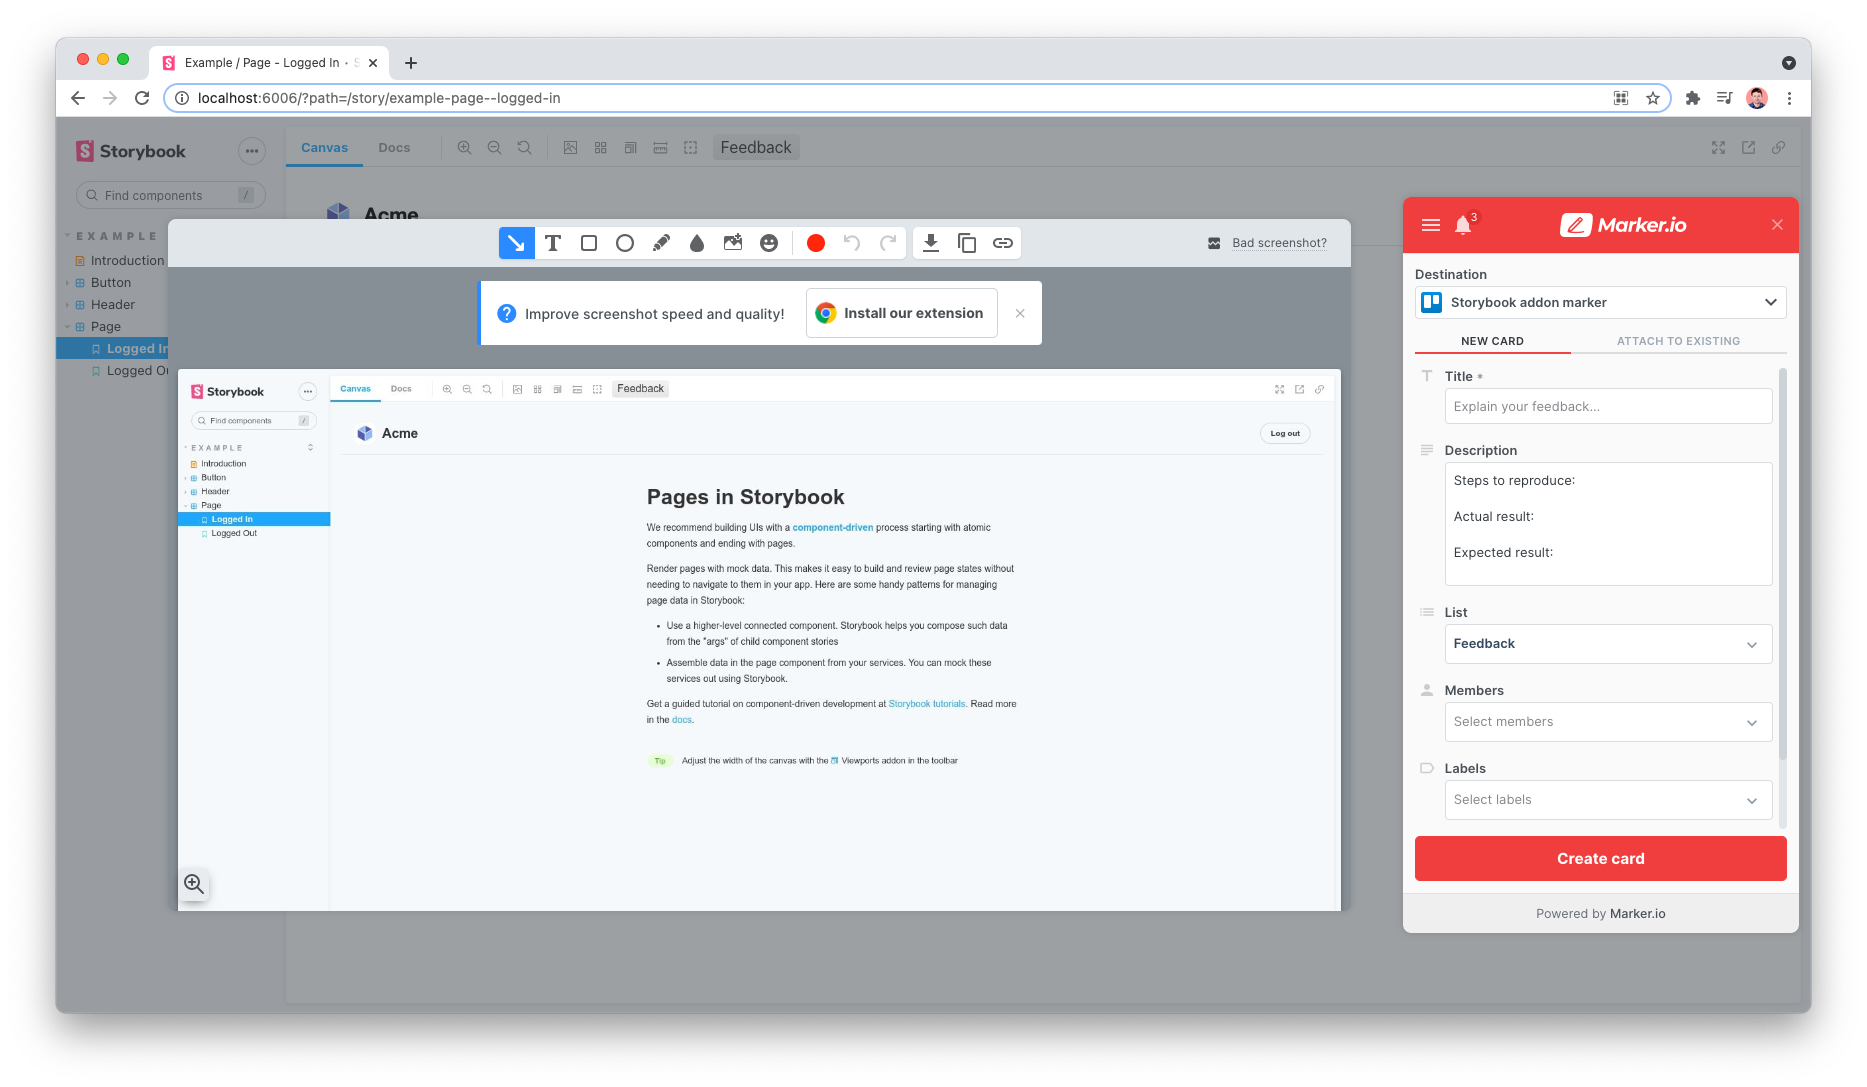 Example / Page - Logged In · S
localhost:6006/?path=/story/example-page--logged-in
Storybook
Canvas Docs Feedback
Find components /
EXAMPLE
Introduction
Button
Header
Page
Logged In
Logged Ou
Acme
Bad screenshot?
Improve screenshot speed and quality!
Install our extension
Storybook
Canvas Docs Feedback
Find components /
EXAMPLE
Introduction
Button
Header
Page
Logged In
Logged Out
Acme
Log out
Pages in Storybook
We recommend building UIs with a component-driven process starting with atomic
components and ending with pages.
Render pages with mock data. This makes it easy to build and review page states without
needing to navigate to them in your app. Here are some handy patterns for managing
page data in Storybook:
• Use a higher-level connected component. Storybook helps you compose such data
from the "args" of child component stories
• Assemble data in the page component from your services. You can mock these
services out using Storybook.
Get a guided tutorial on component-driven development at Storybook tutorials. Read more
in the docs.
Tip Adjust the width of the canvas with the Viewports addon in the toolbar
3
Marker.io
Destination
Storybook addon marker
NEW CARD ATTACH TO EXISTING
Title *
Explain your feedback...
Description
Steps to reproduce:
Actual result:
Expected result:
List
Feedback
Members
Select members
Labels
Select labels
Create card
Powered by Marker.io